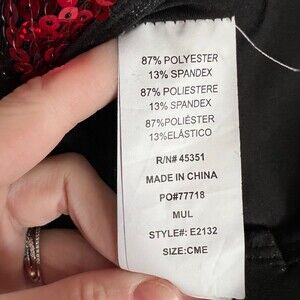 87% POLYESTER
13% SPANDEX
87% POLIESTERE
13% SPANDEX
87%POLIÉSTER
13%ELÁSTICO
R/N# 45351
MADE IN CHINA
PO#77718
MUL
STYLE#: E2132
SIZE:CME